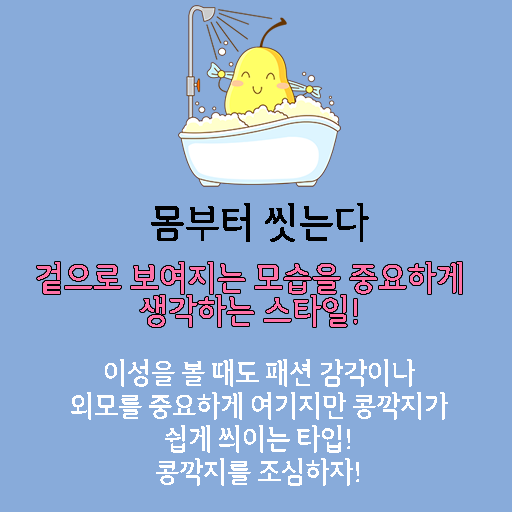 몸부터 씻는다
겉으로 보여지는 모습을 중요하게
생각하는 스타일!
이성을 볼 때도 패션 감각이나
외모를 중요하게 여기지만 콩깍지가
쉽게 씌이는 타입!
콩깍지를 조심하자!